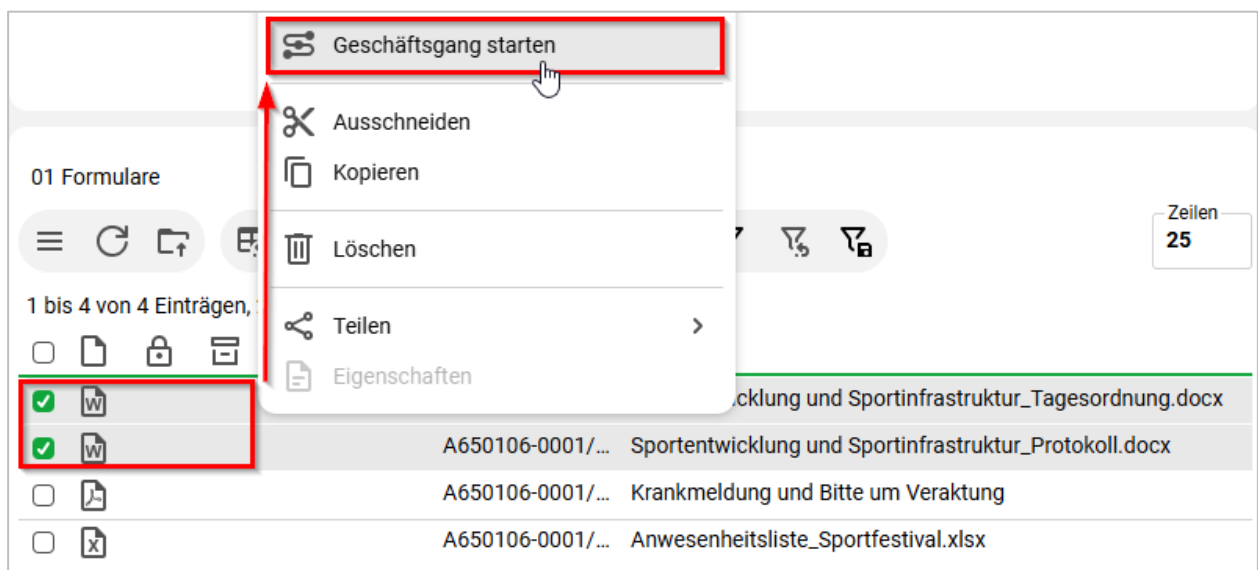 Geschäftsgang starten
Ausschneiden
01 Formulare
Kopieren
Zeilen
25
Löschen
1 bis 4 von 4 Einträgen,
Teilen
Eigenschaften
cklung und Sportinfrastruktur_Tagesordnung.docx
A650106-0001/... Sportentwicklung und Sportinfrastruktur_Protokoll.docx
A650106-0001/... Krankmeldung und Bitte um Veraktung
A650106-0001/... Anwesenheitsliste_Sportfestival.xlsx